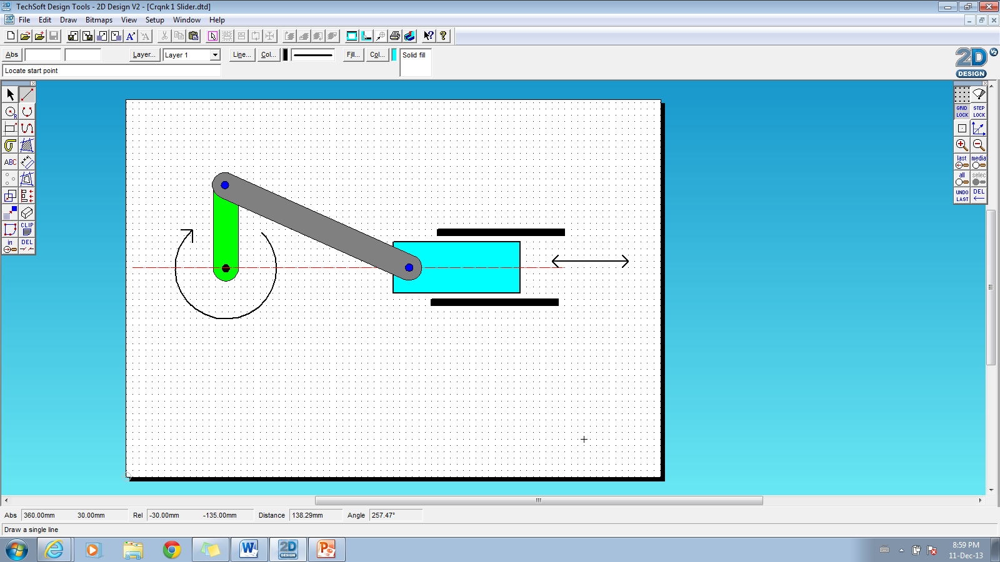 TechSoft Design Tools - 2D Design V2 - [Crqnk 1 Slider.dtd]
File Edit Draw Bitmaps View Setup Window Help
Abs Layer... Layer 1 Line... Col... Fill... Col... Solid fill
Locate start point
2D V2
DESIGN
R
ABC
CLIP
in DEL
GRID LOCK
STEP LOCK
last media
all selec
UNDO LAST
DEL
Abs 360.00mm 30.00mm Rel -30.00mm -135.00mm Distance 138.29mm Angle 257.47°
Draw a single line
W 2D DESIGN P
8:59 PM
11-Dec-13